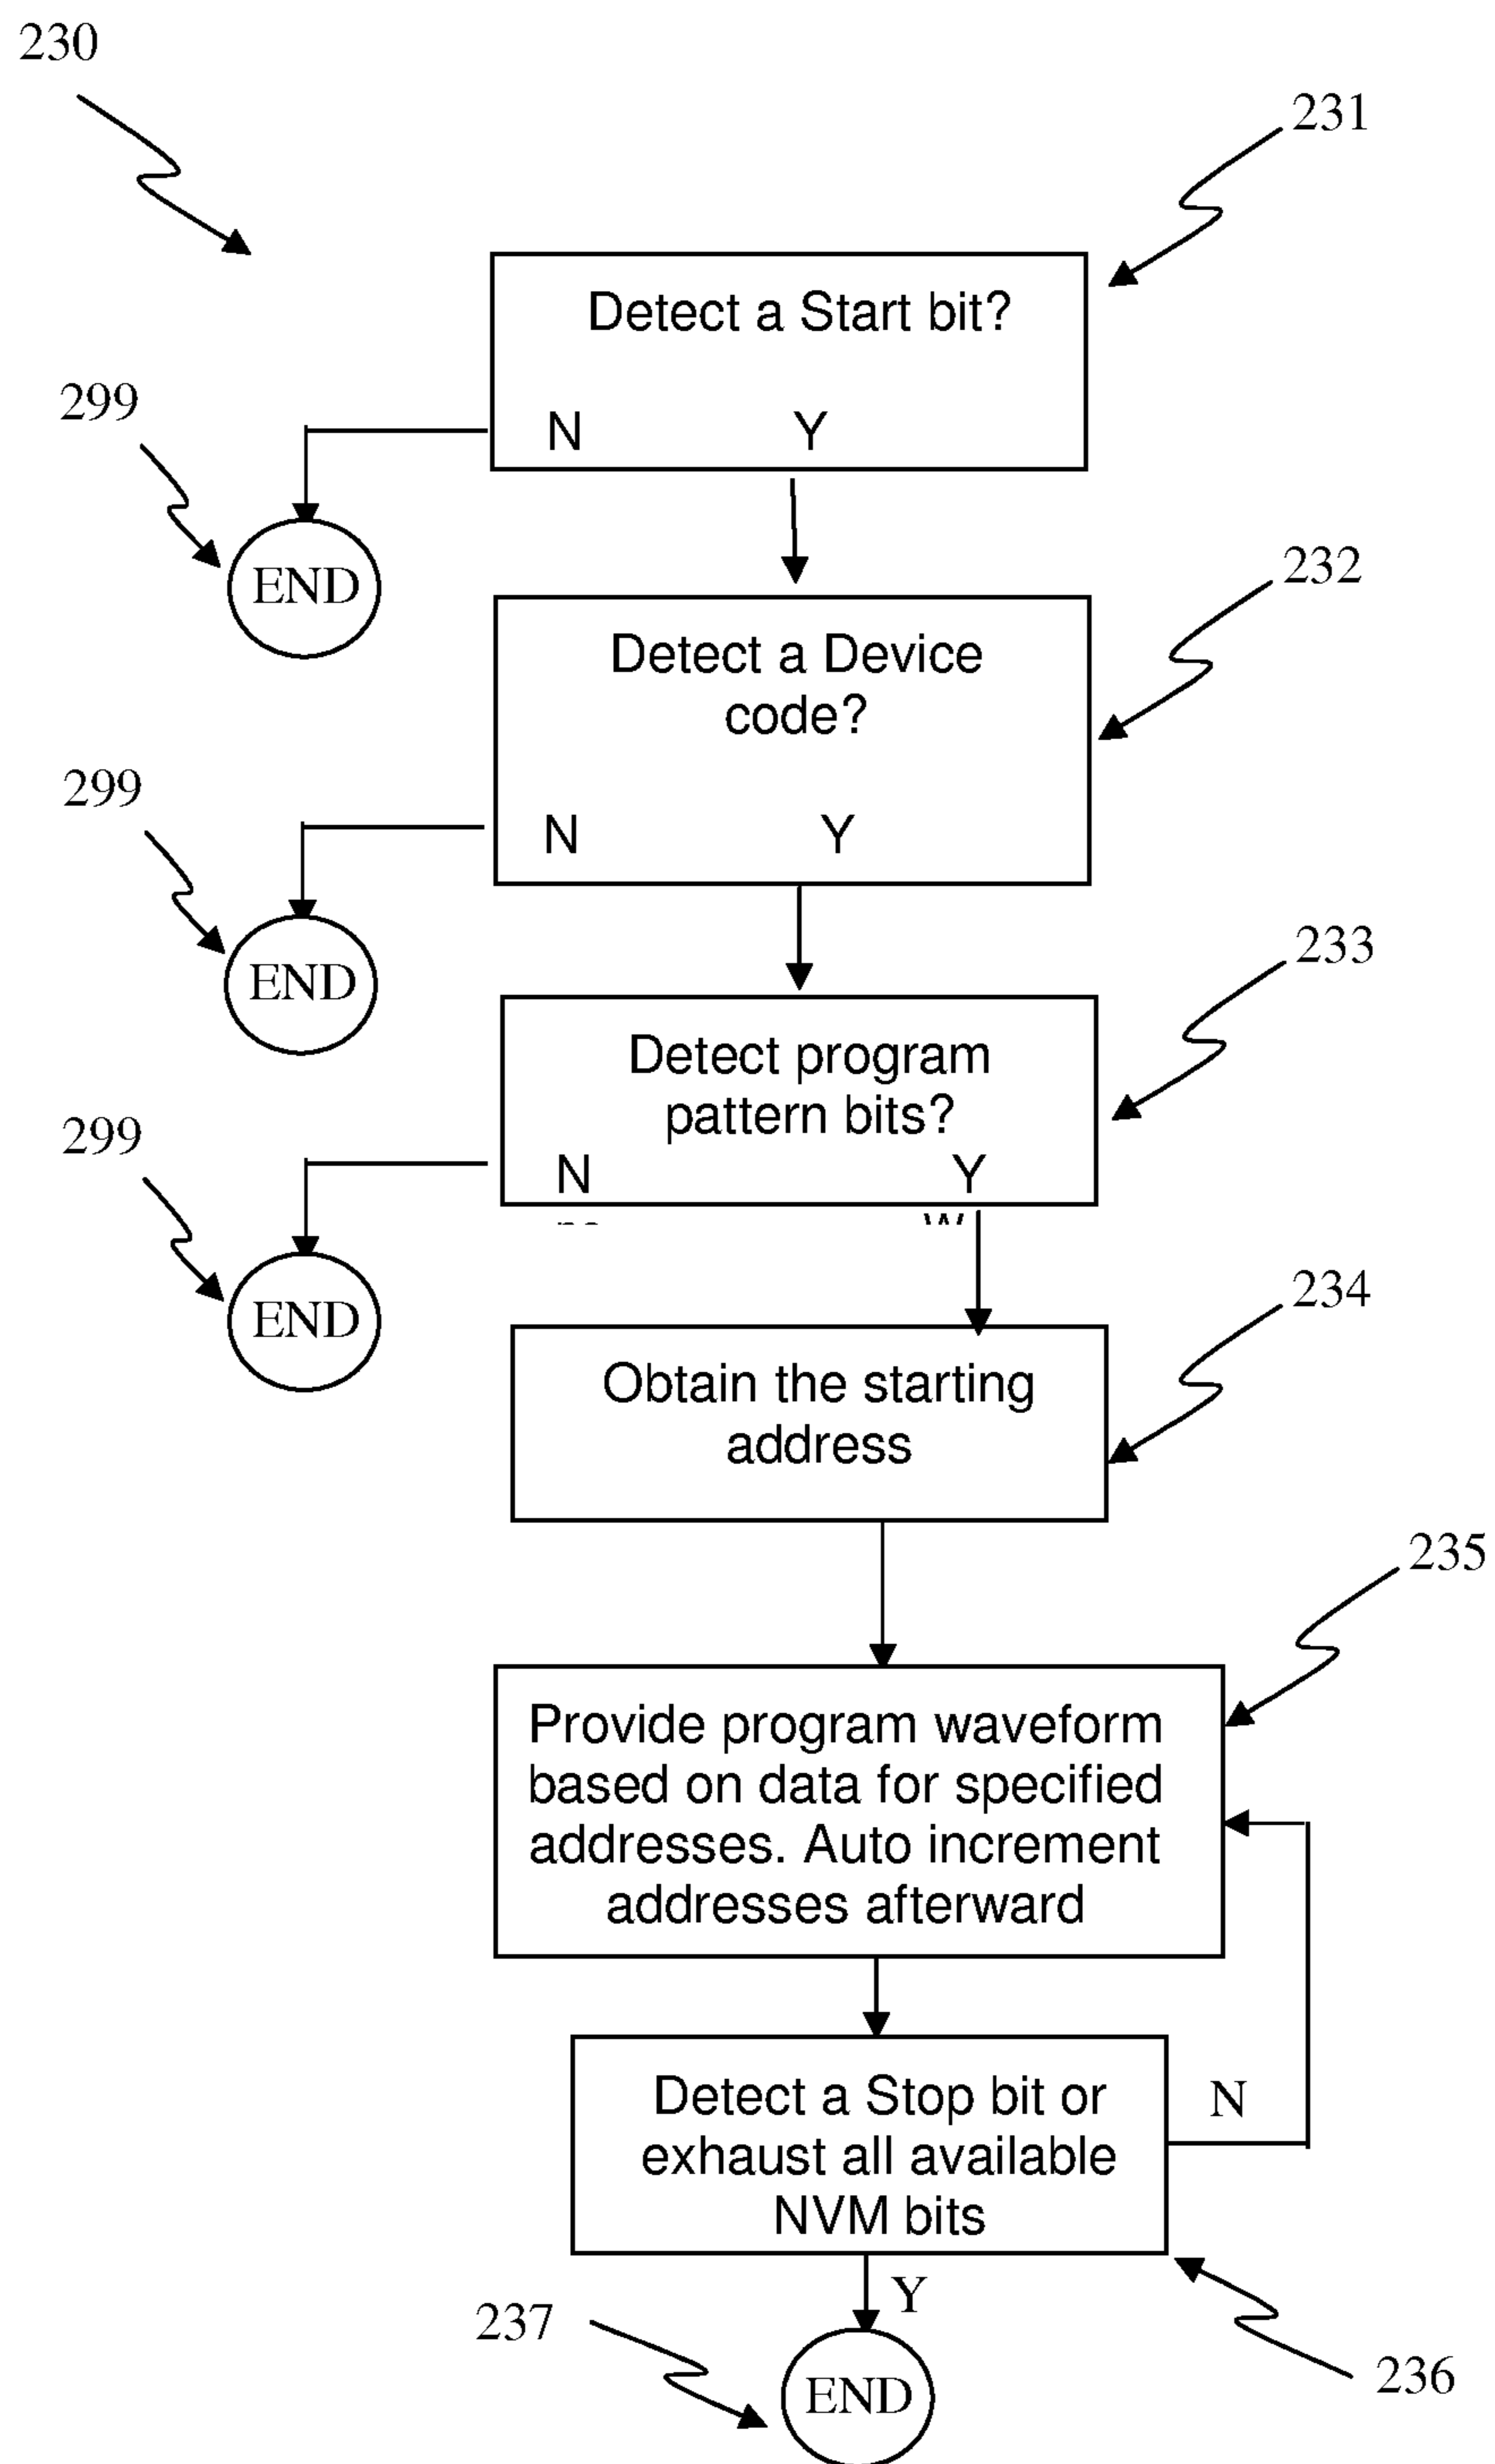 230
231
Detect a Start bit?
N Y
299
END
232
Detect a Device
code?
N Y
299
END
233
Detect program
pattern bits?
N Y
299
END
234
Obtain the starting
address
235
Provide program waveform
based on data for specified
addresses. Auto increment
addresses afterward
Detect a Stop bit or
exhaust all available
NVM bits
N
Y
237
END
236